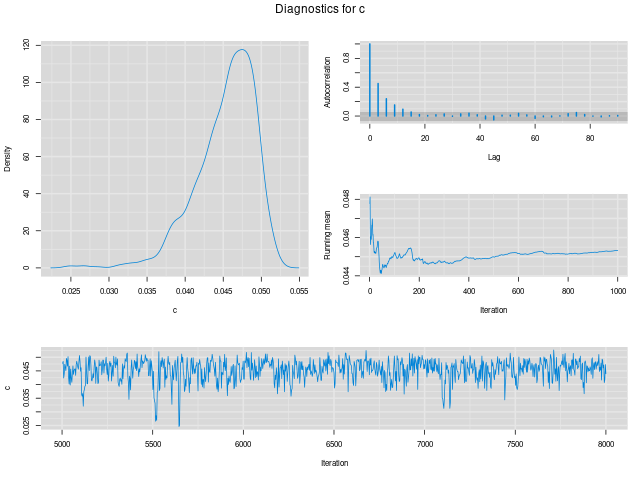 Diagnostics for c
Density
0 20 40 60 80 100 120
0.025 0.030 0.035 0.040 0.045 0.050 0.055
c
Autocorrelation
0.0 0.4 0.8
0 20 40 60 80
Lag
Running mean
0.044 0.046 0.048
0 200 400 600 800 1000
Iteration
c
0.025 0.035 0.045
5000 5500 6000 6500 7000 7500 8000
Iteration